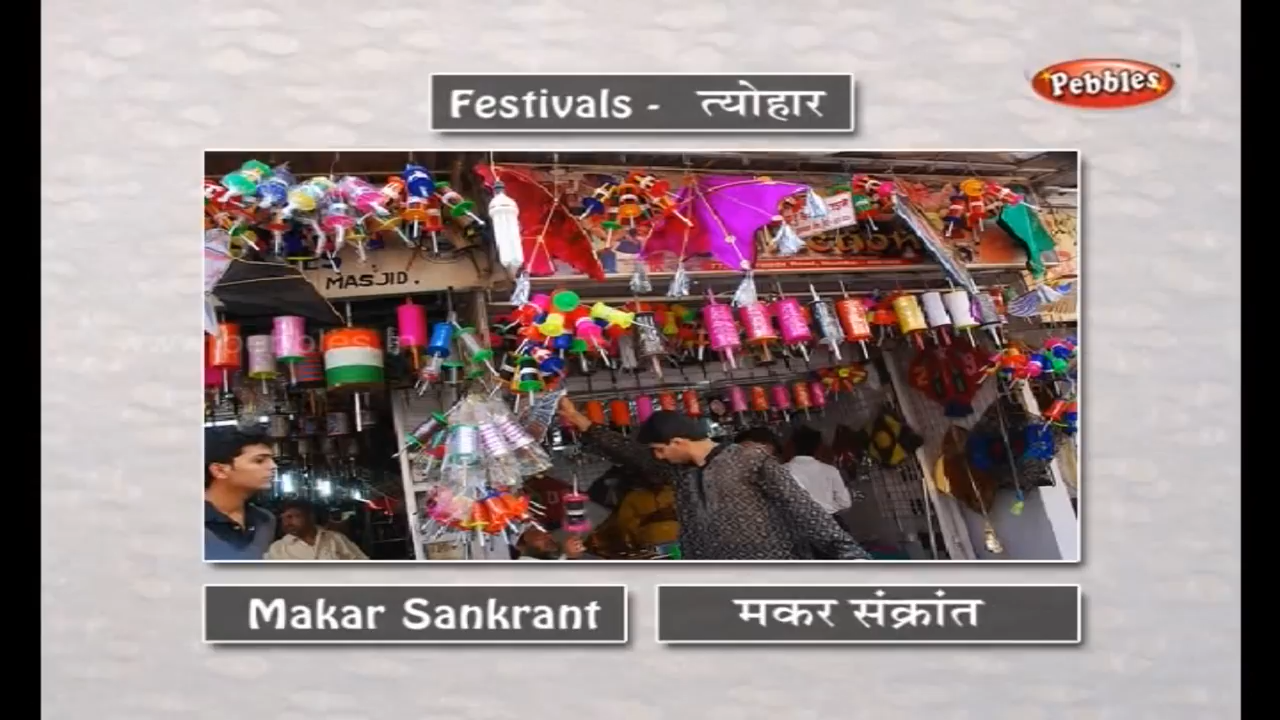 Festivals - त्योहार
Pebbles
MASJID.
Makar Sankrant
मकर संक्रांत